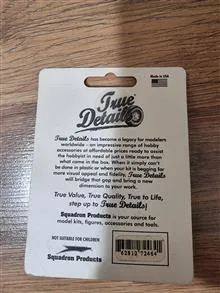 Made in USA
True
Details
True Details has become a legacy for modelers
worldwide - an impressive range of hobby
accessories at affordable prices ready to assist
the hobbyist in need of just a little more than
what came in the box. When it simply can't
be done in plastic or when your kit is begging for
more visual appeal and fidelity, True Details
will bridge that gap and bring a new
dimension to your work.
True Value, True Quality, True to Life,
step up to True Details!
Squadron Products is your source for
model kits, figures, accessories and tools.
NOT SUITABLE FOR CHILDREN
Squadron Products
62810 72464